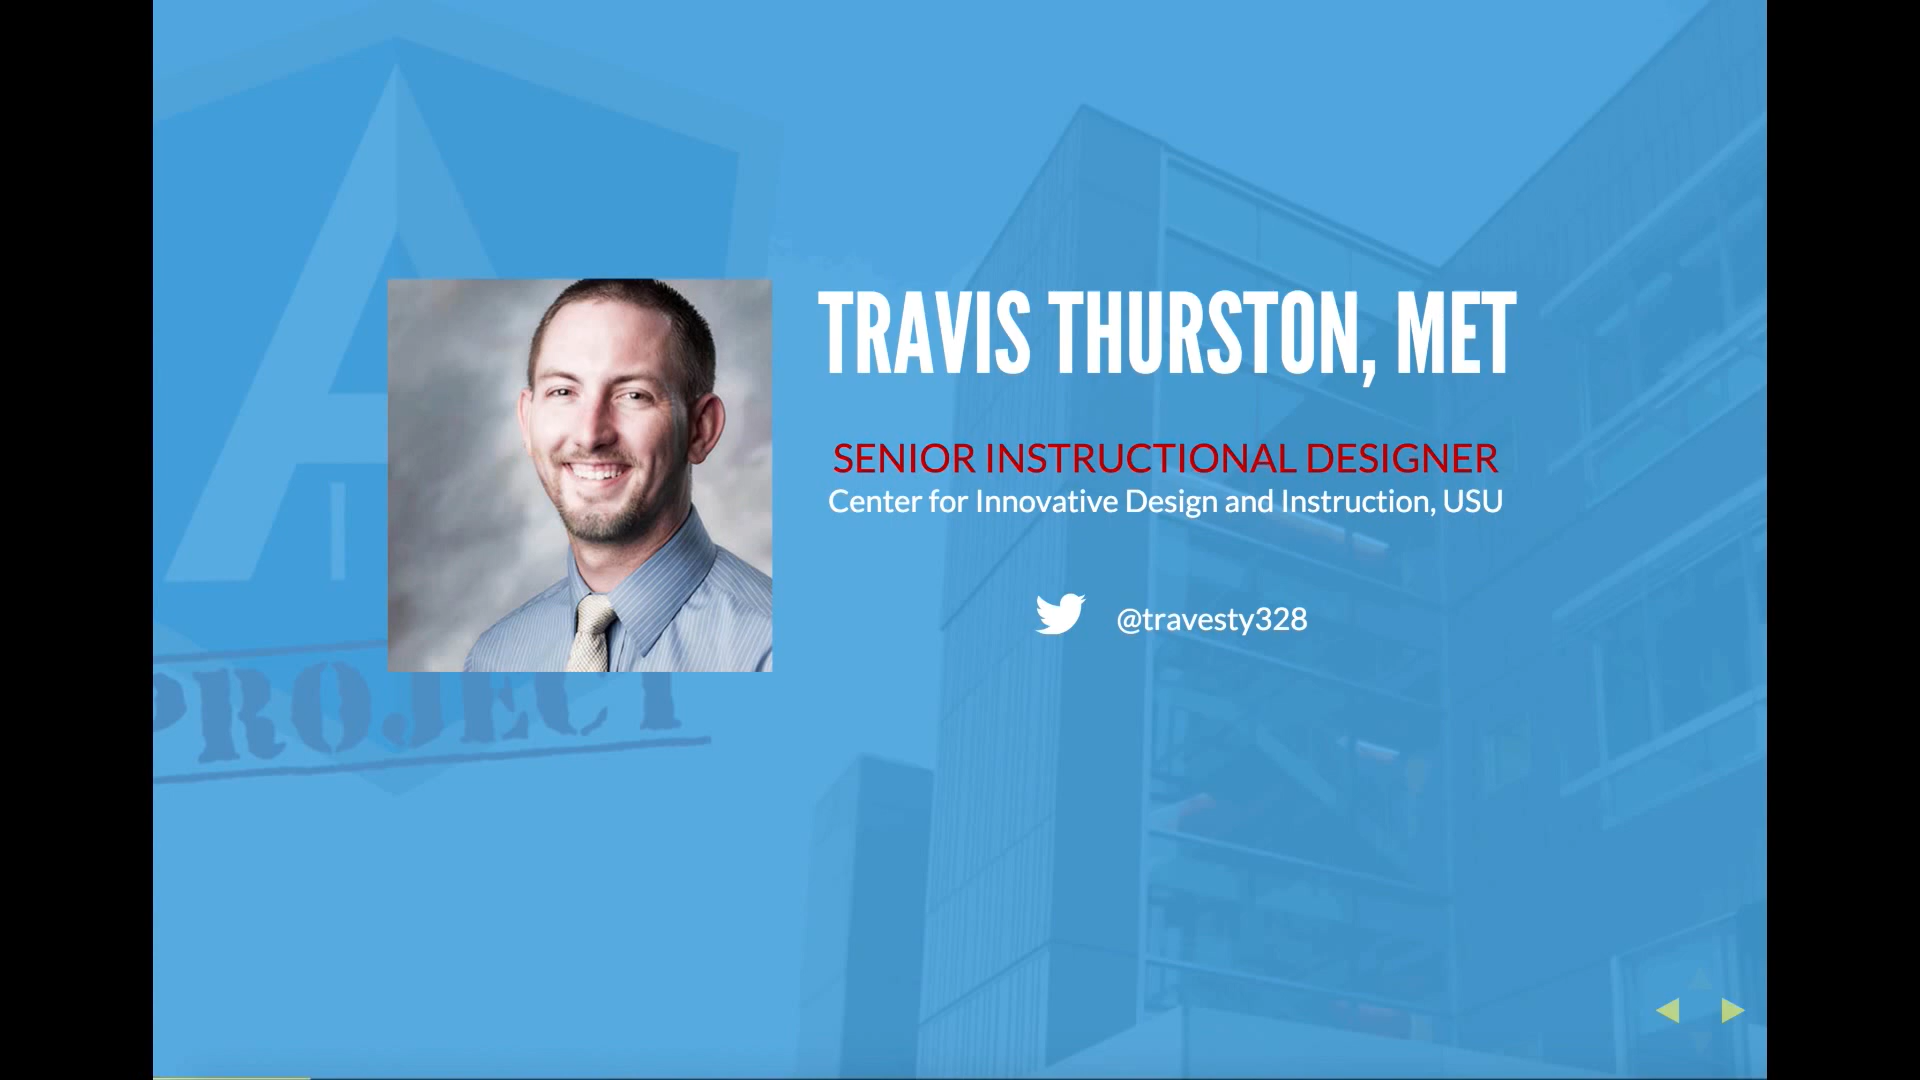 TRAVIS THURSTON, MET
SENIOR INSTRUCTIONAL DESIGNER
Center for Innovative Design and Instruction, USU
@travesty328
PROJECT